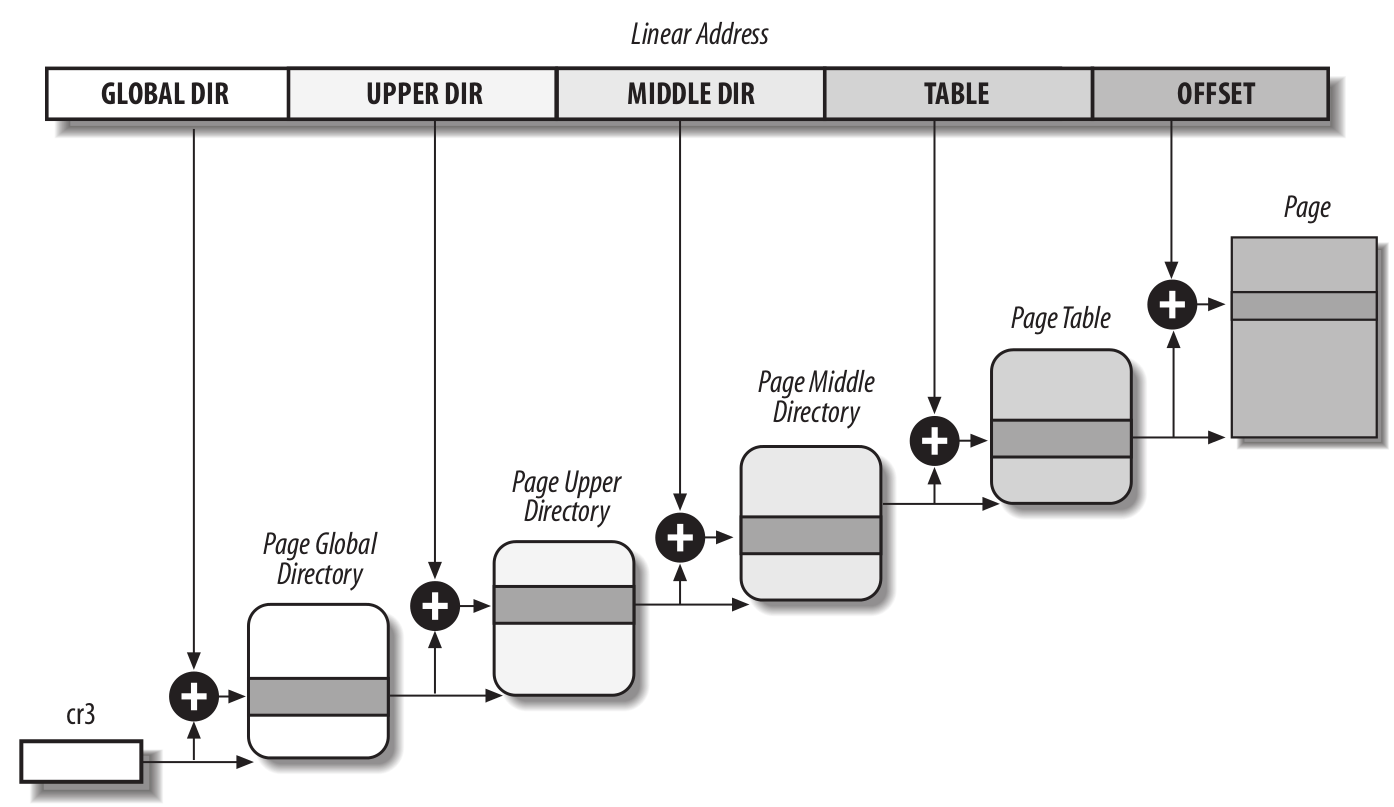 Linear Address
GLOBAL DIR
UPPER DIR
MIDDLE DIR
TABLE
OFFSET
Page
Page Table
Page Middle
Directory
Page Upper
Directory
Page Global
Directory
cr3